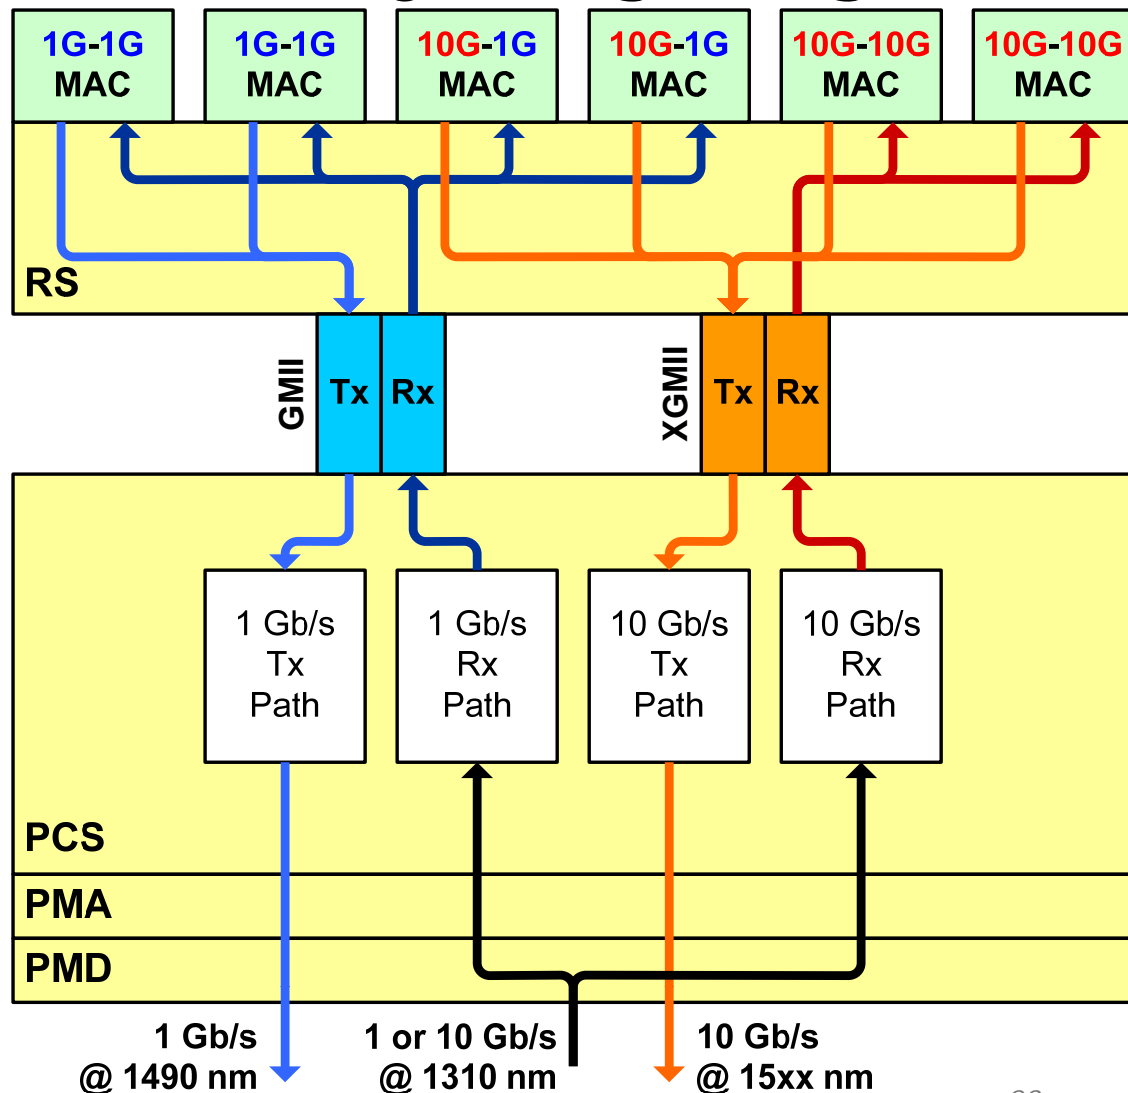 1G-1G
MAC
1G-1G
MAC
10G-1G
MAC
10G-1G
MAC
10G-10G
MAC
10G-10G
MAC
RS
GMII
Tx
Rx
XGMII
Tx
Rx
1 Gb/s
Tx
Path
1 Gb/s
Rx
Path
10 Gb/s
Tx
Path
10 Gb/s
Rx
Path
PCS
PMA
PMD
1 Gb/s
@ 1490 nm
1 or 10 Gb/s
@ 1310 nm
10 Gb/s
@ 15xx nm